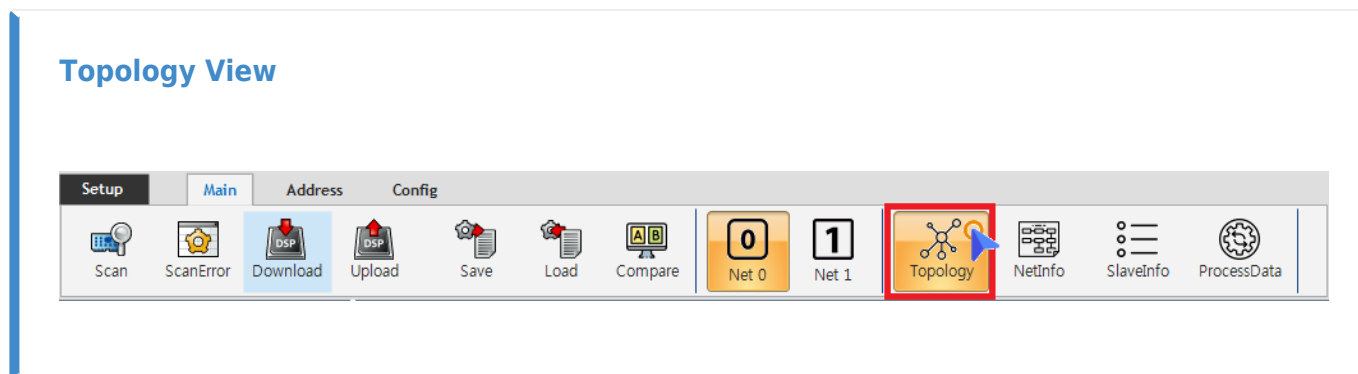 Topology View
Setup Main Address Config
DSP DSP A B 0 1
Scan ScanError Download Upload Save Load Compare Net 0 Net 1 Topology NetInfo SlaveInfo ProcessData